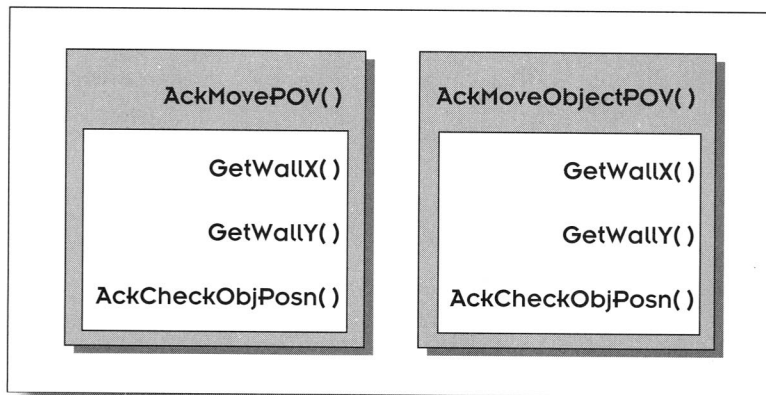 AckMovePOV( )
GetWallX( )
GetWallY( )
AckCheckObjPosn( )
AckMoveObjectPOV( )
GetWallX( )
GetWallY( )
AckCheckObjPosn( )